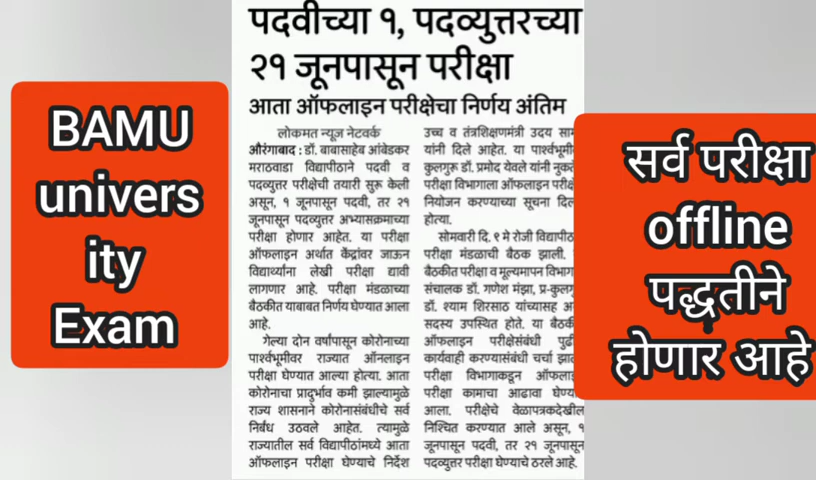 BAMU
univers
ity
Exam
पदवीच्या १, पदव्युत्तरच्या
२१ जूनपासून परीक्षा
आता ऑफलाइन परीक्षेचा निर्णय अंतिम
लोकमत न्यूज नेटवर्क
औरंगाबाद : डॉ. बाबासाहेब आंबेडकर
मराठवाडा विद्यापीठाने पदवी व
पदव्युत्तर परीक्षेची तयारी सुरू केली
असून, १ जूनपासून पदवी, तर २१
जूनपासून पदव्युत्तर अभ्यासक्रमाच्या
परीक्षा होणार आहेत. या परीक्षा
ऑफलाइन अर्थात केंद्रांवर जाऊन
विद्यार्थ्यांना लेखी परीक्षा द्यावी
लागणार आहे. परीक्षा मंडळाच्या
बैठकीत याबाबत निर्णय घेण्यात आला
आहे.
गेल्या दोन वर्षांपासून कोरोनाच्या
पार्श्वभूमीवर राज्यात ऑनलाइन
परीक्षा घेण्यात आल्या होत्या. आता
कोरोनाचा प्रादुर्भाव कमी झाल्यामुळे
राज्य शासनाने कोरोनासंबंधीचे सर्व
निर्बंध उठवले आहेत. त्यामुळे
राज्यातील सर्व विद्यापीठांमध्ये आता
ऑफलाइन परीक्षा घेण्याचे निर्देश
उच्च व तंत्रशिक्षणमंत्री उदय
यांनी दिले आहेत. या
कुलगुरू डॉ. प्रमोद येवले यांनी
परीक्षा विभागाला ऑफलाइन
नियोजन करण्याच्या सूचना
होत्या.
सोमवारी दि. १ मे रोजी
परीक्षा मंडळाची बैठक झाली.
बैठकीत परीक्षा व मूल्यमापन
संचालक डॉ. गणेश मंझा,
डॉ. श्याम शिरसाठ यांच्यासह
सदस्य उपस्थित होते. या
ऑफलाइन परीक्षेसंबंधी
कार्यवाही करण्यासंबंधी चर्चा
परीक्षा विभागाकडून
परीक्षा कामाचा आढावा
आला. परीक्षेचे वेळापत्रकदेखील
निश्चित करण्यात आले असून, १
जूनपासून पदवी, तर २१ जूनपासून
पदव्युत्तर परीक्षा घेण्याचे ठरले आहे.
सर्व परीक्षा
offline
पद्धतीने
होणार आहे